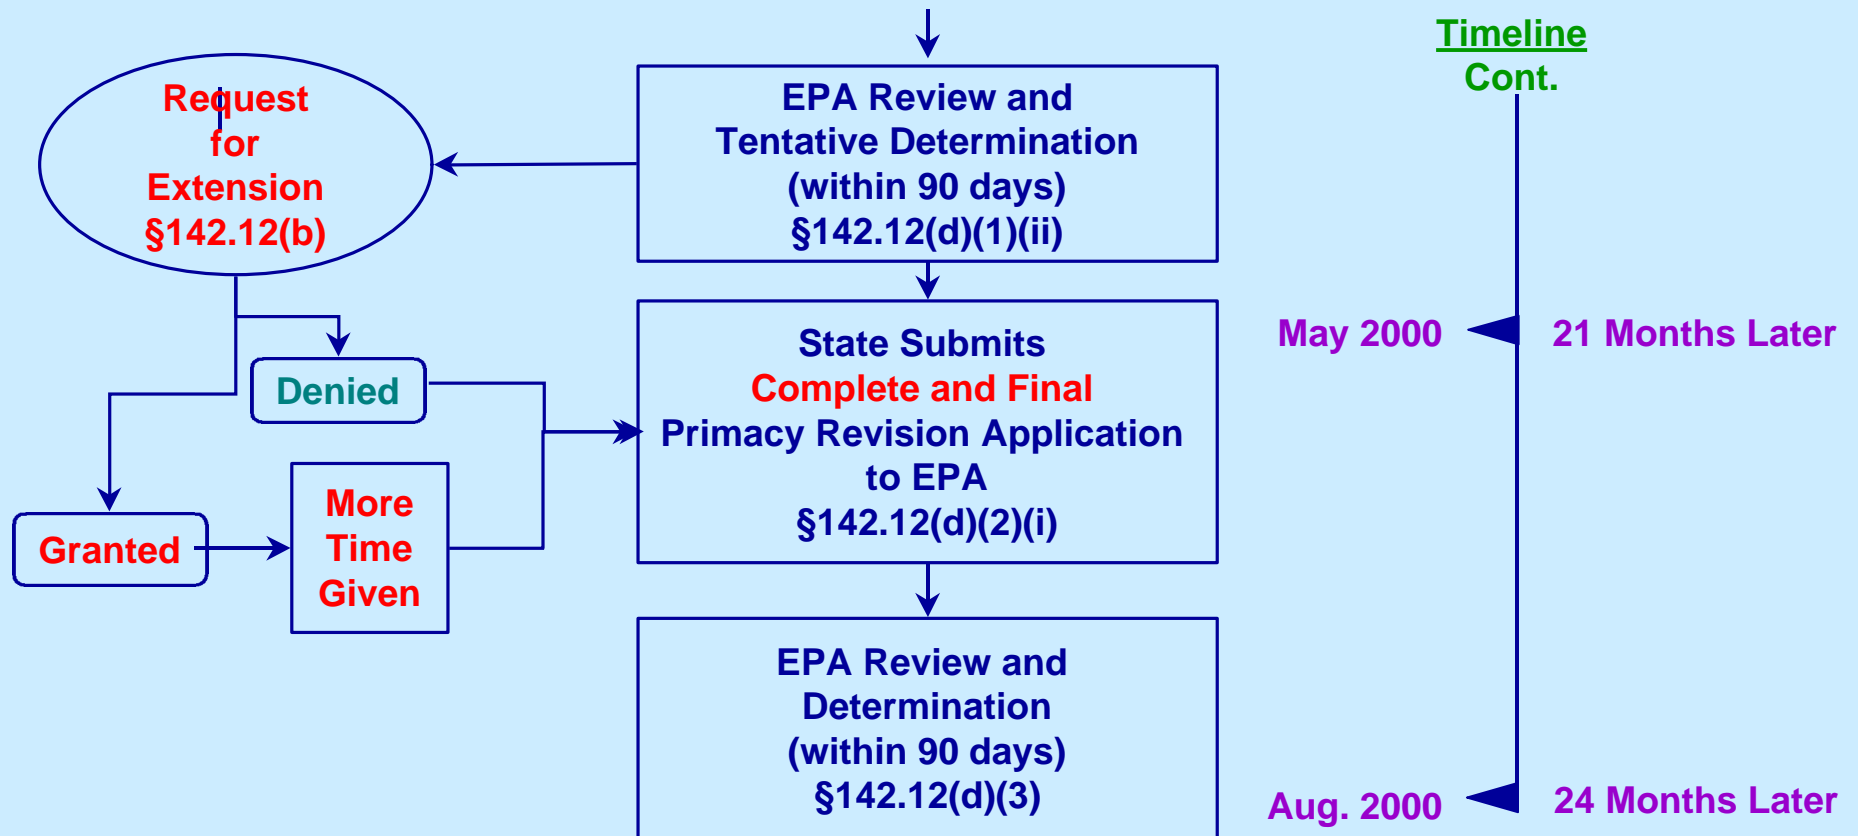 Request
for
Extension
§142.12(b)
EPA Review and
Tentative Determination
(within 90 days)
§142.12(d)(1)(ii)
Timeline
Cont.
Denied
Granted
More
Time
Given
State Submits
Complete and Final
Primacy Revision Application
to EPA
§142.12(d)(2)(i)
May 2000
21 Months Later
EPA Review and
Determination
(within 90 days)
§142.12(d)(3)
Aug. 2000
24 Months Later